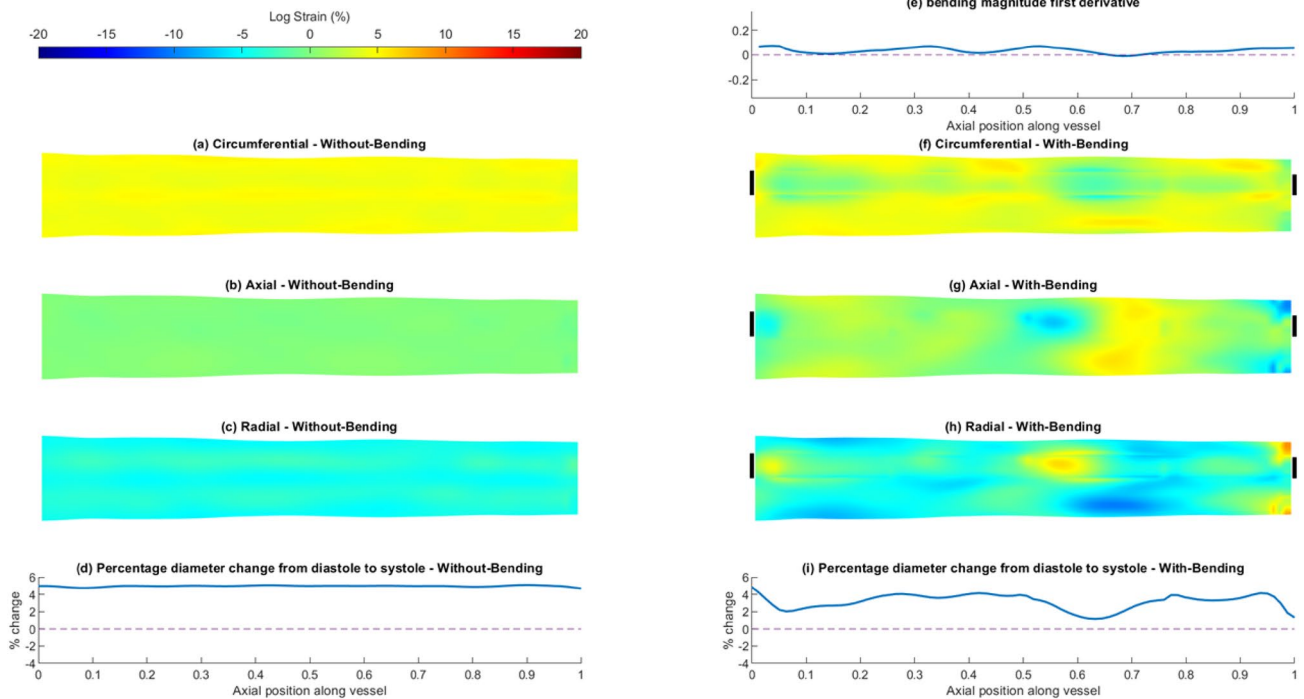 Log Strain (%)
-20 -15 -10 -5 0 5 10 15 20
(a) Circumferential - Without-Bending
(b) Axial - Without-Bending
(c) Radial - Without-Bending
(d) Percentage diameter change from diastole to systole - Without-Bending
% change
6
4
2
0
-2
-4
0 0.1 0.2 0.3 0.4 0.5 0.6 0.7 0.8 0.9 1
Axial position along vessel
(e) bending magnitude first derivative
0.2
0
-0.2
0 0.1 0.2 0.3 0.4 0.5 0.6 0.7 0.8 0.9 1
Axial position along vessel
(f) Circumferential - With-Bending
(g) Axial - With-Bending
(h) Radial - With-Bending
(i) Percentage diameter change from diastole to systole - With-Bending
% change
6
4
2
0
-2
-4
0 0.1 0.2 0.3 0.4 0.5 0.6 0.7 0.8 0.9 1
Axial position along vessel